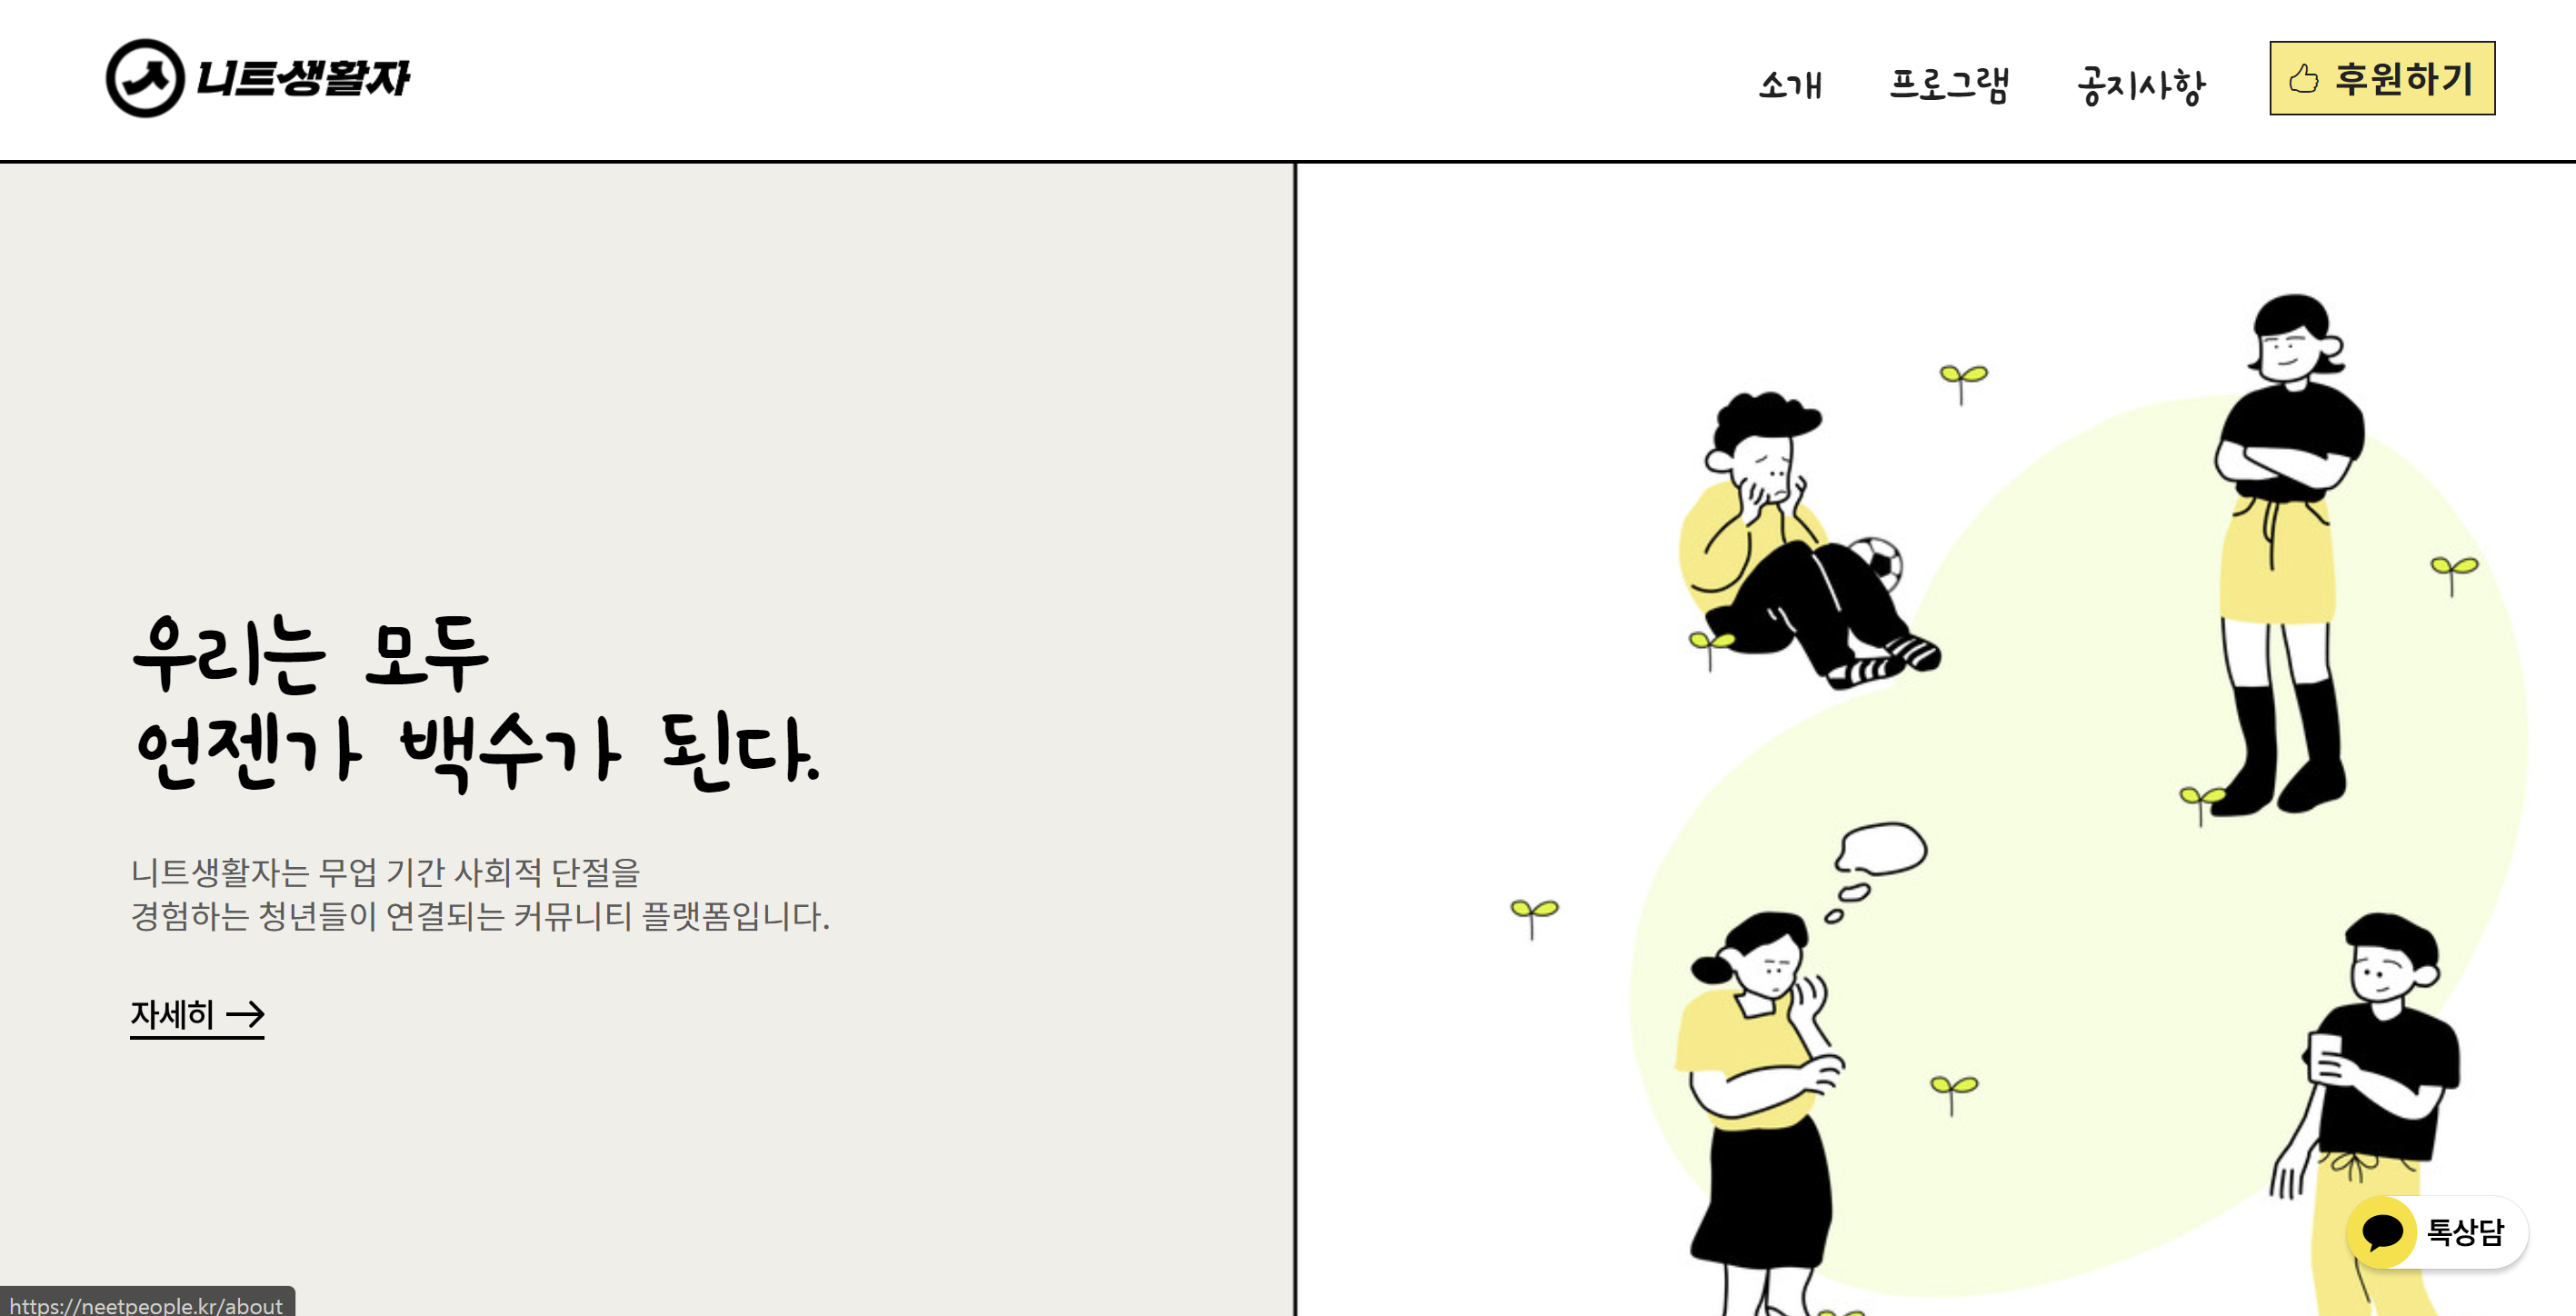 니트생활자
소개 프로그램 공지사항 후원하기
우리는 모두
언젠가 백수가 된다.
니트생활자는 무업 기간 사회적 단절을
경험하는 청년들이 연결되는 커뮤니티 플랫폼입니다.
자세히
톡상담
https://neetpeople.kr/about